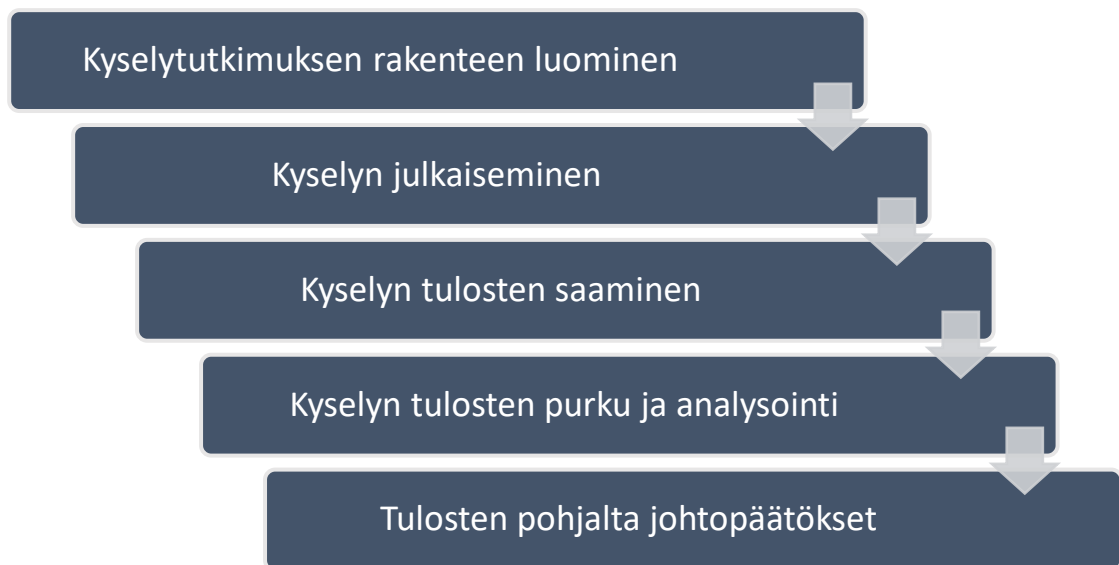 Kyselytutkimuksen rakenteen luominen
Kyselyn julkaiseminen
Kyselyn tulosten saaminen
Kyselyn tulosten purku ja analysointi
Tulosten pohjalta johtopäätökset